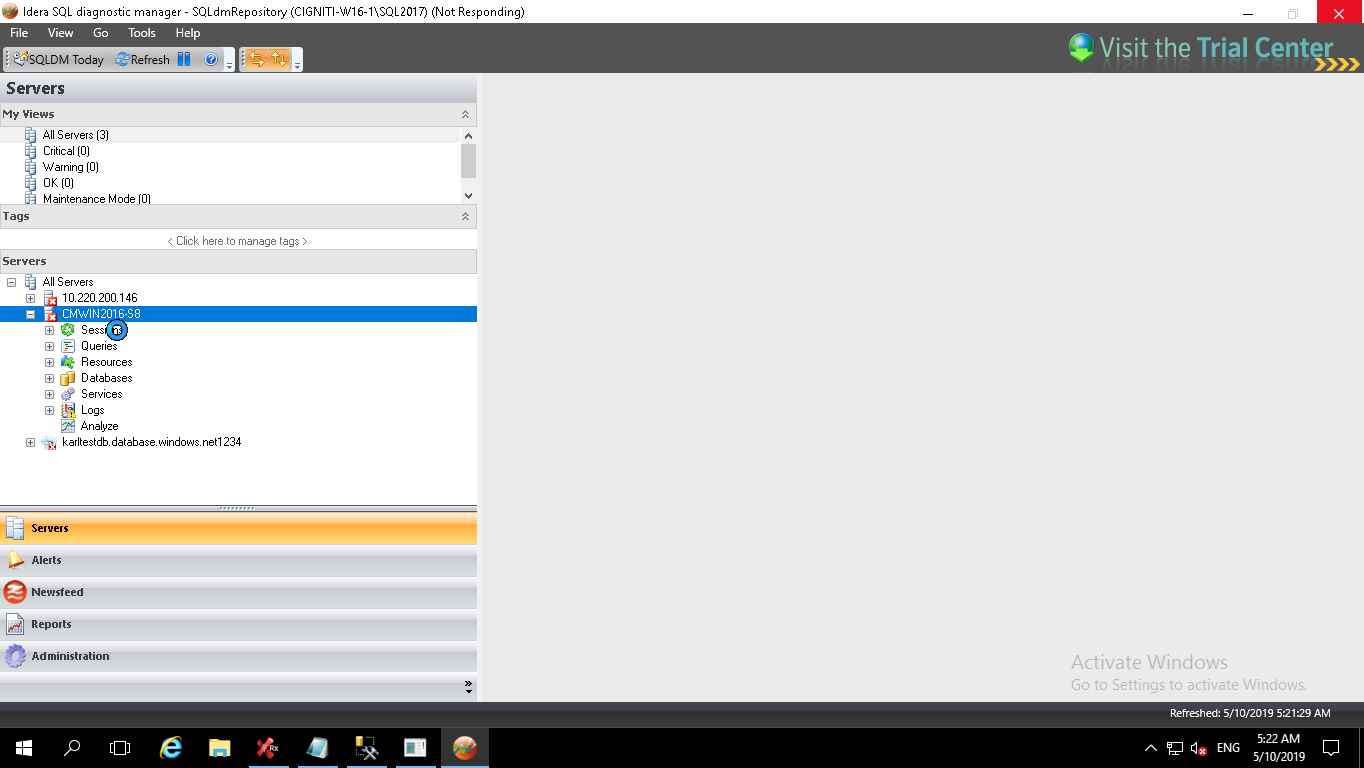 Idera SQL diagnostic manager - SQLdmRepository (CIGNITI-W16-1\SQL2017) (Not Responding)
File View Go Tools Help
SQLDM Today Refresh
Visit the Trial Center
Servers
My Views
All Servers (3)
Critical (0)
Warning (0)
OK (0)
Maintenance Mode (0)
Tags
< Click here to manage tags >
Servers
All Servers
10.220.200.146
CMWIN2016-S8
Queries
Resources
Databases
Services
Logs
Analyze
karltestdb.database.windows.net1234
Servers
Alerts
Newsfeed
Reports
Administration
Activate Windows
Go to Settings to activate Windows.
Refreshed: 5/10/2019 5:21:29 AM
ENG
5:22 AM
5/10/2019